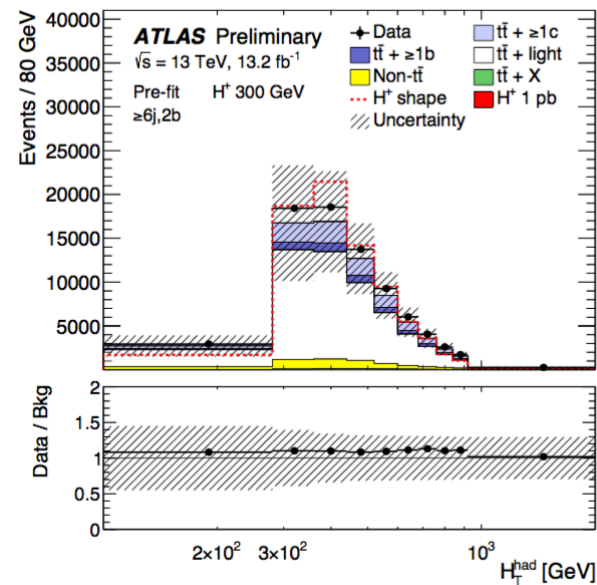 Events / 80 GeV
40000
35000
30000
25000
20000
15000
10000
5000
ATLAS Preliminary
√s = 13 TeV, 13.2 fb⁻¹
Pre-fit H⁺ 300 GeV
≥6j,2b
Data
tt̄ + ≥1c
tt̄ + ≥1b
tt̄ + light
Non-tt̄
tt̄ + X
H⁺ shape
H⁺ 1 pb
Uncertainty
Data / Bkg
2
1.5
1
0.5
0
2×10² 3×10² 10³
H_T^had [GeV]